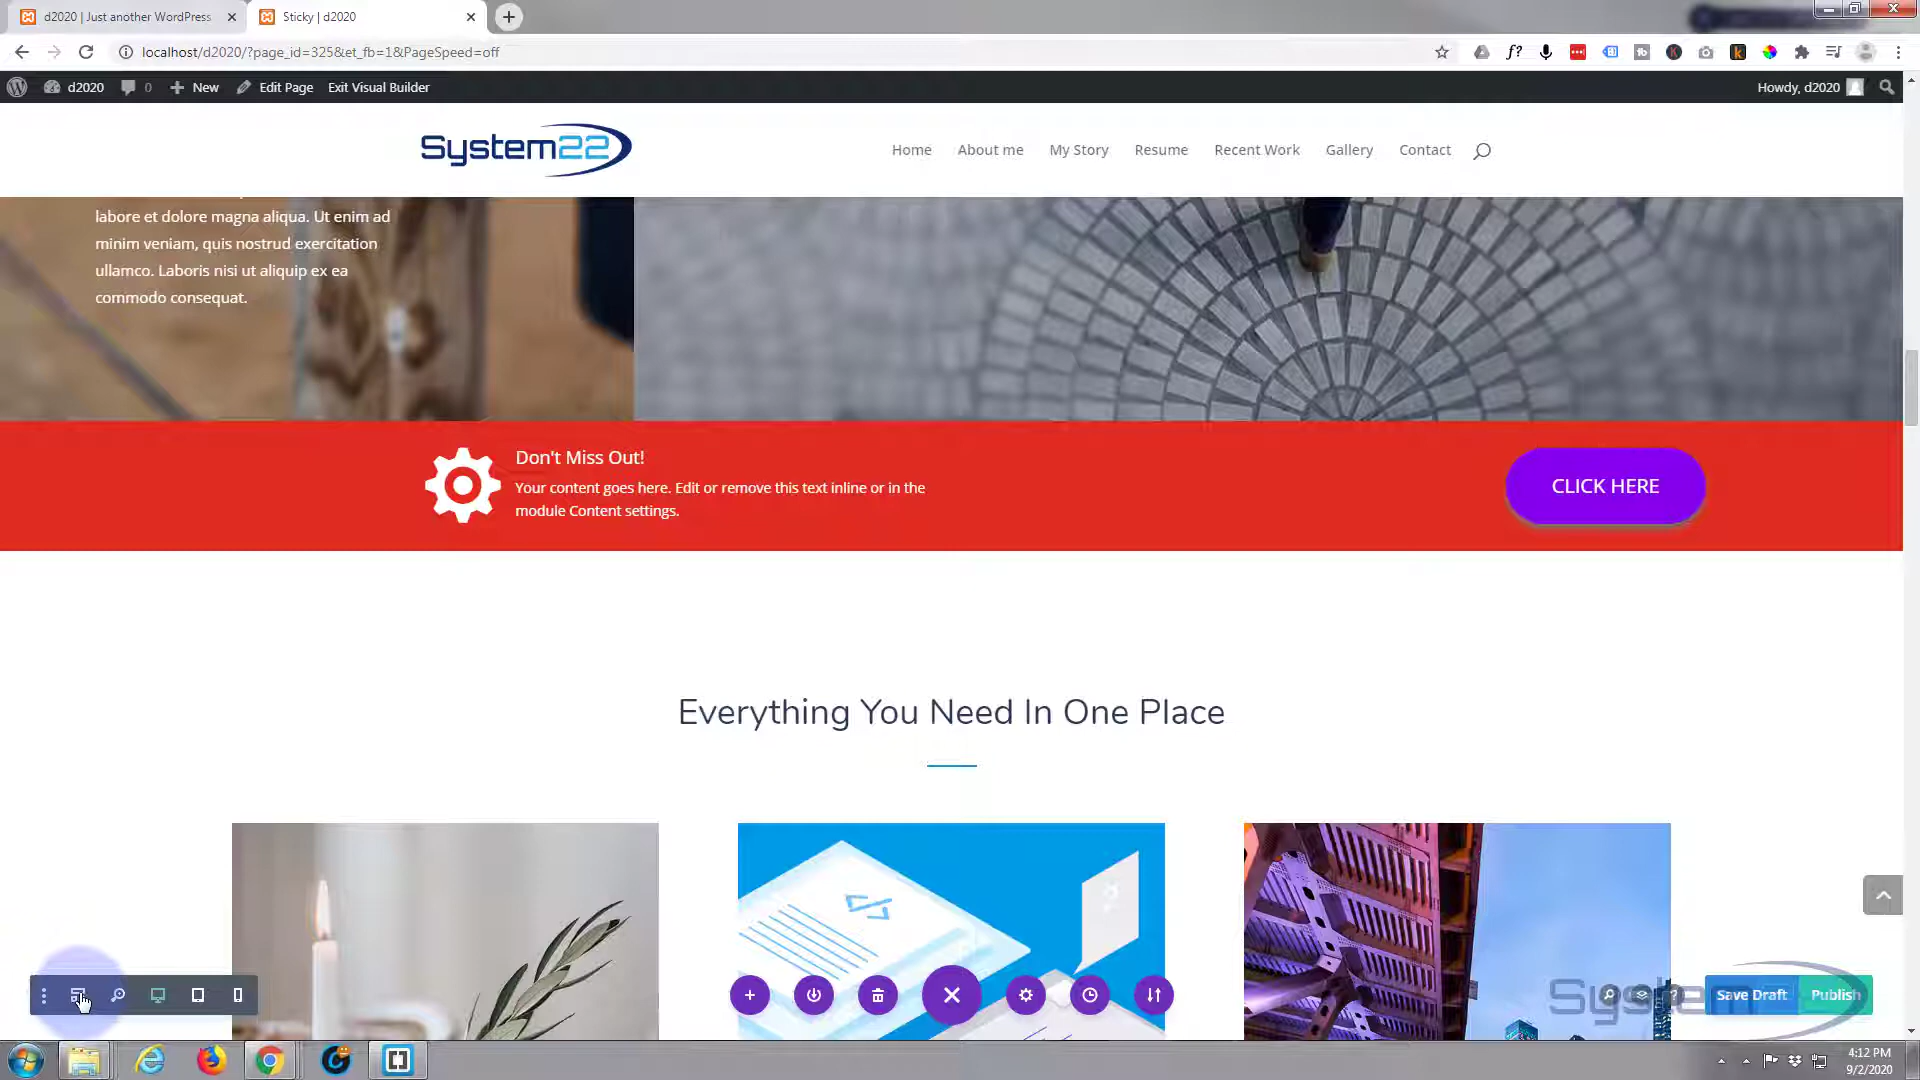 d2020 | Just another WordPress
Sticky | d2020
localhost/d2020/?page_id=325&et_fb=1&PageSpeed=off
d2020
0
New
Edit Page
Exit Visual Builder
Howdy, d2020
System22
Home
About me
My Story
Resume
Recent Work
Gallery
Contact
labore et dolore magna aliqua. Ut enim ad
minim veniam, quis nostrud exercitation
ullamco. Laboris nisi ut aliquip ex ea
commodo consequat.
Don't Miss Out!
Your content goes here. Edit or remove this text inline or in the
module Content settings.
CLICK HERE
Everything You Need In One Place
System
Save Draft
Publish
4:12 PM
9/2/2020